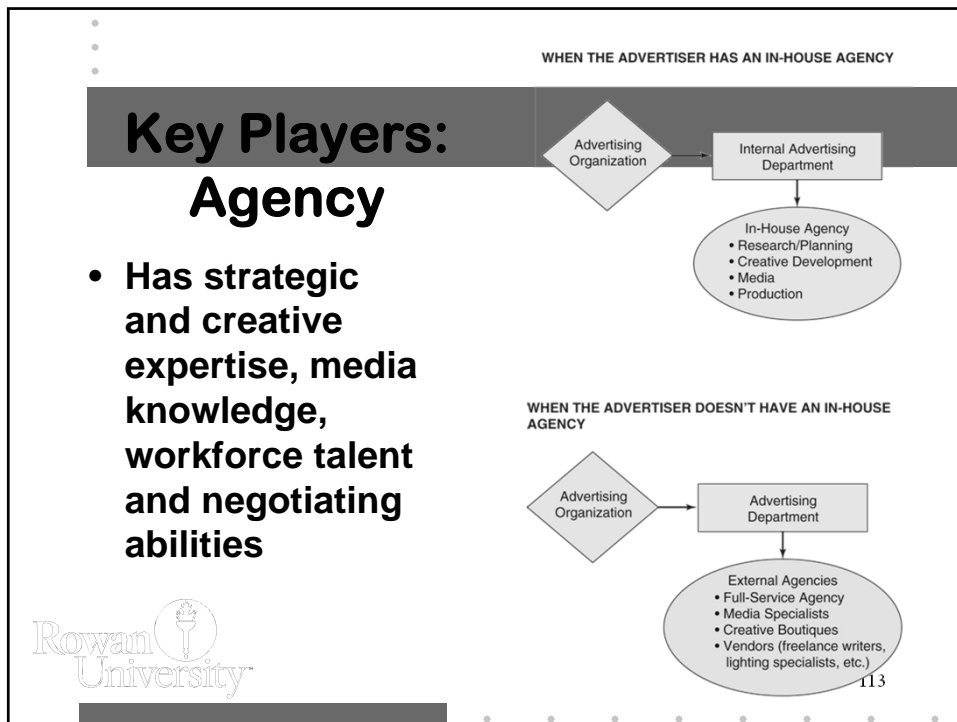 Key Players:
Agency
• Has strategic
and creative
expertise, media
knowledge,
workforce talent
and negotiating
abilities
WHEN THE ADVERTISER HAS AN IN-HOUSE AGENCY
Advertising
Organization
Internal Advertising
Department
In-House Agency
• Research/Planning
• Creative Development
• Media
• Production
WHEN THE ADVERTISER DOESN'T HAVE AN IN-HOUSE
AGENCY
Advertising
Organization
Advertising
Department
External Agencies
• Full-Service Agency
• Media Specialists
• Creative Boutiques
• Vendors (freelance writers,
lighting specialists, etc.)
Rowan
University
113